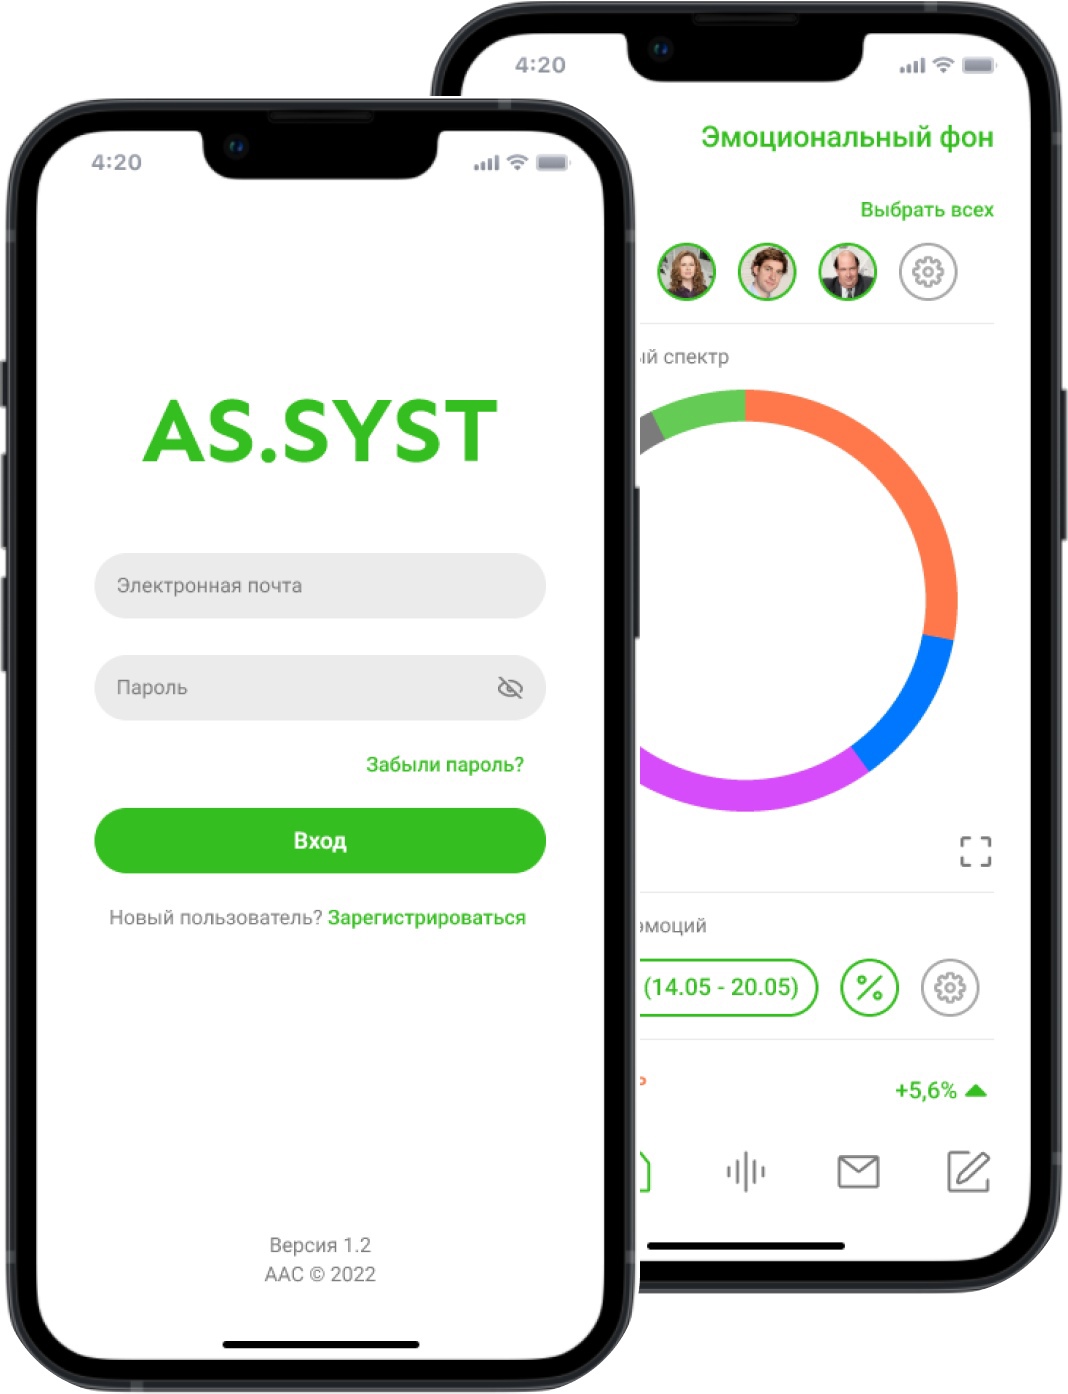 4:20
AS.SYST
Электронная почта
Пароль
Забыли пароль?
Вход
Новый пользователь? Зарегистрироваться
Версия 1.2
ААС © 2022
4:20
Эмоциональный фон
Выбрать всех
ый спектр
эмоций
(14.05 - 20.05)
%
+5,6%